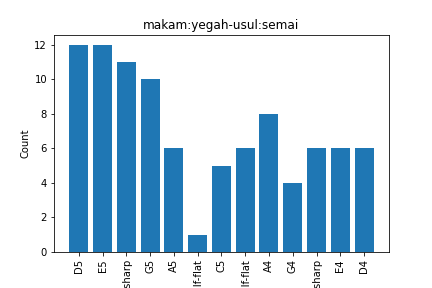 makam:yegah-usul:semai
12
10
8
6
4
2
0
Count
D5
E5
sharp
G5
A5
lf-flat
C5
lf-flat
A4
G4
sharp
E4
D4